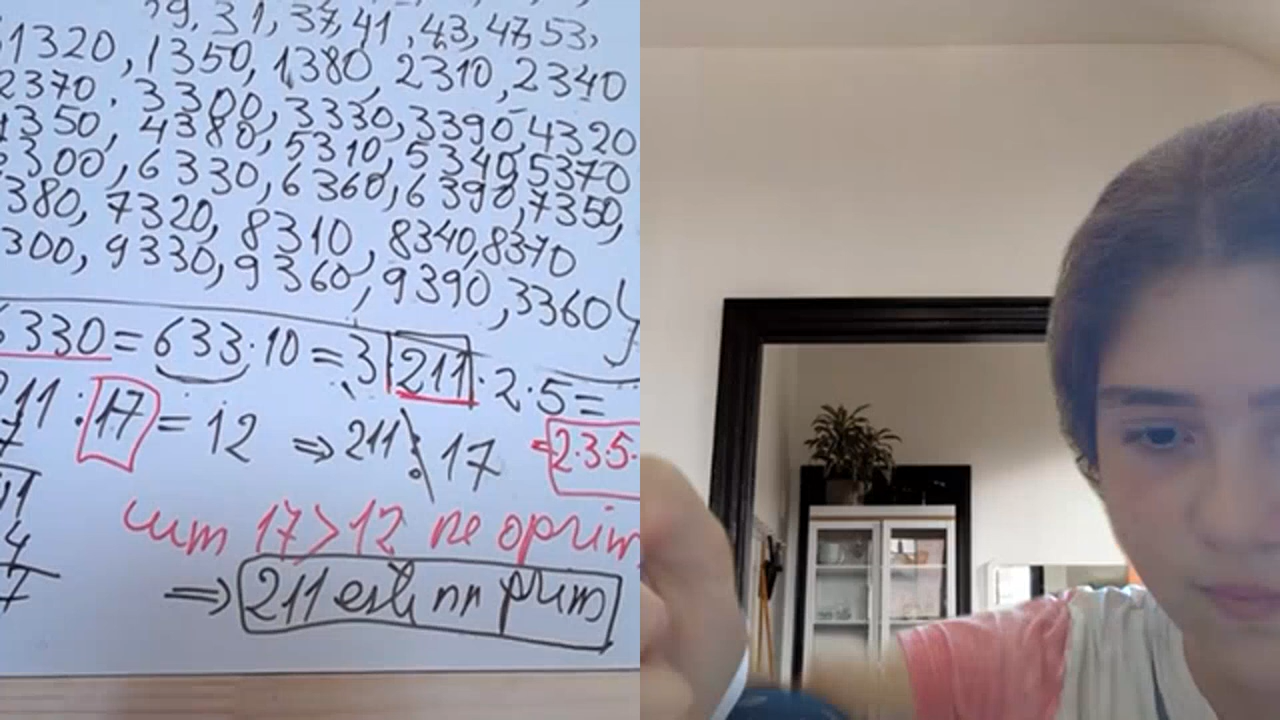 29, 31, 37, 41, 43, 47, 53,
1320, 1350, 1380, 2310, 2340
2370, 3300, 3330, 3390, 4320
4350, 4380, 5310, 5340, 5370
6300, 6330, 6360, 6390, 7350,
7380, 7320, 8310, 8340, 8370
9300, 9330, 9360, 9390, 3360}
6330 = 633 · 10 = 3 · 211 · 2 · 5 =
211 : 17 = 12 ⇒ 211 ⋮̸ 17 = 2·3·5·
cum 17 > 12 ne oprim
⇒ 211 este nr prim